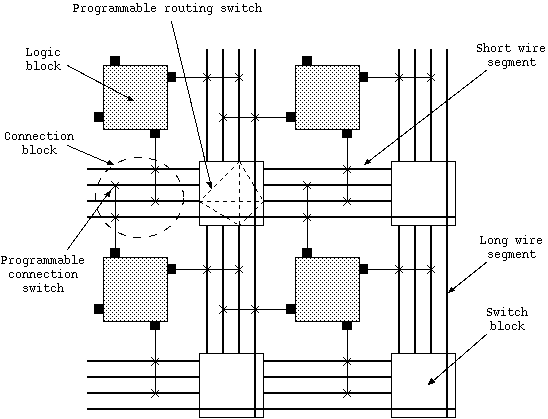 Programmable routing switch
Logic
block
Short wire
segment
Connection
block
Programmable
connection
switch
Long wire
segment
Switch
block